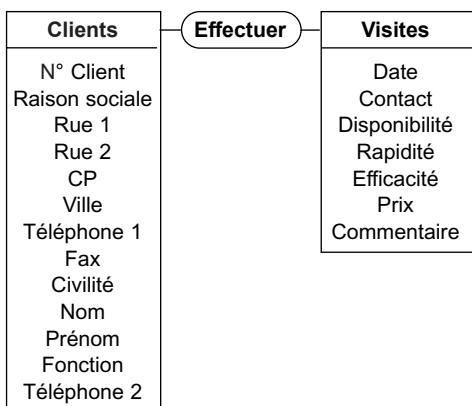 Clients
Effectuer
Visites
N° Client
Raison sociale
Rue 1
Rue 2
CP
Ville
Téléphone 1
Fax
Civilité
Nom
Prénom
Fonction
Téléphone 2
Date
Contact
Disponibilité
Rapidité
Efficacité
Prix
Commentaire